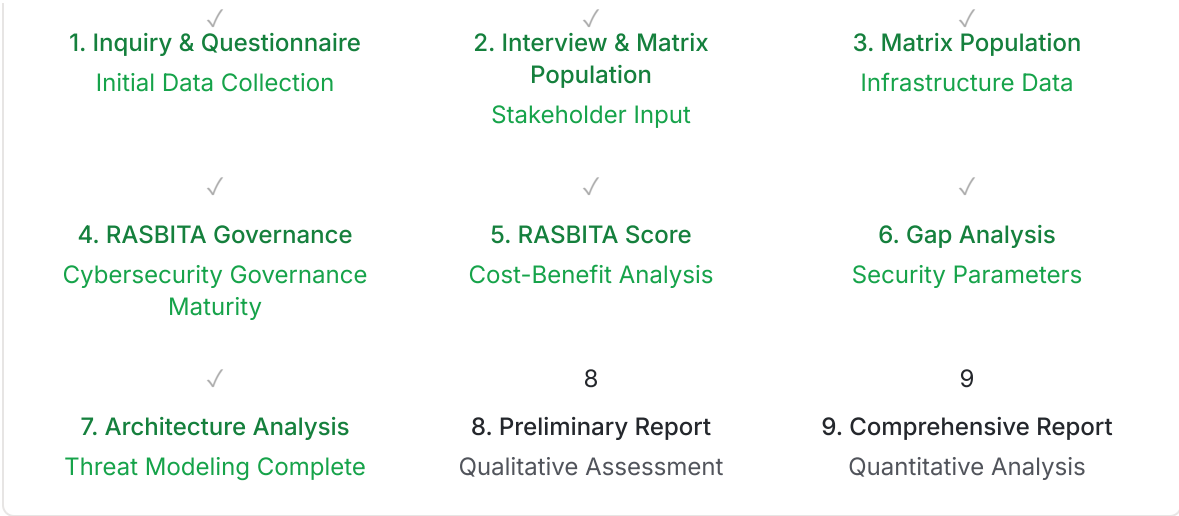 ✓ ✓ ✓
1. Inquiry & Questionnaire
Initial Data Collection
2. Interview & Matrix
Population
Stakeholder Input
3. Matrix Population
Infrastructure Data
✓ ✓ ✓
4. RASBITA Governance
Cybersecurity Governance
Maturity
5. RASBITA Score
Cost-Benefit Analysis
6. Gap Analysis
Security Parameters
✓
7. Architecture Analysis
Threat Modeling Complete
8
8. Preliminary Report
Qualitative Assessment
9
9. Comprehensive Report
Quantitative Analysis